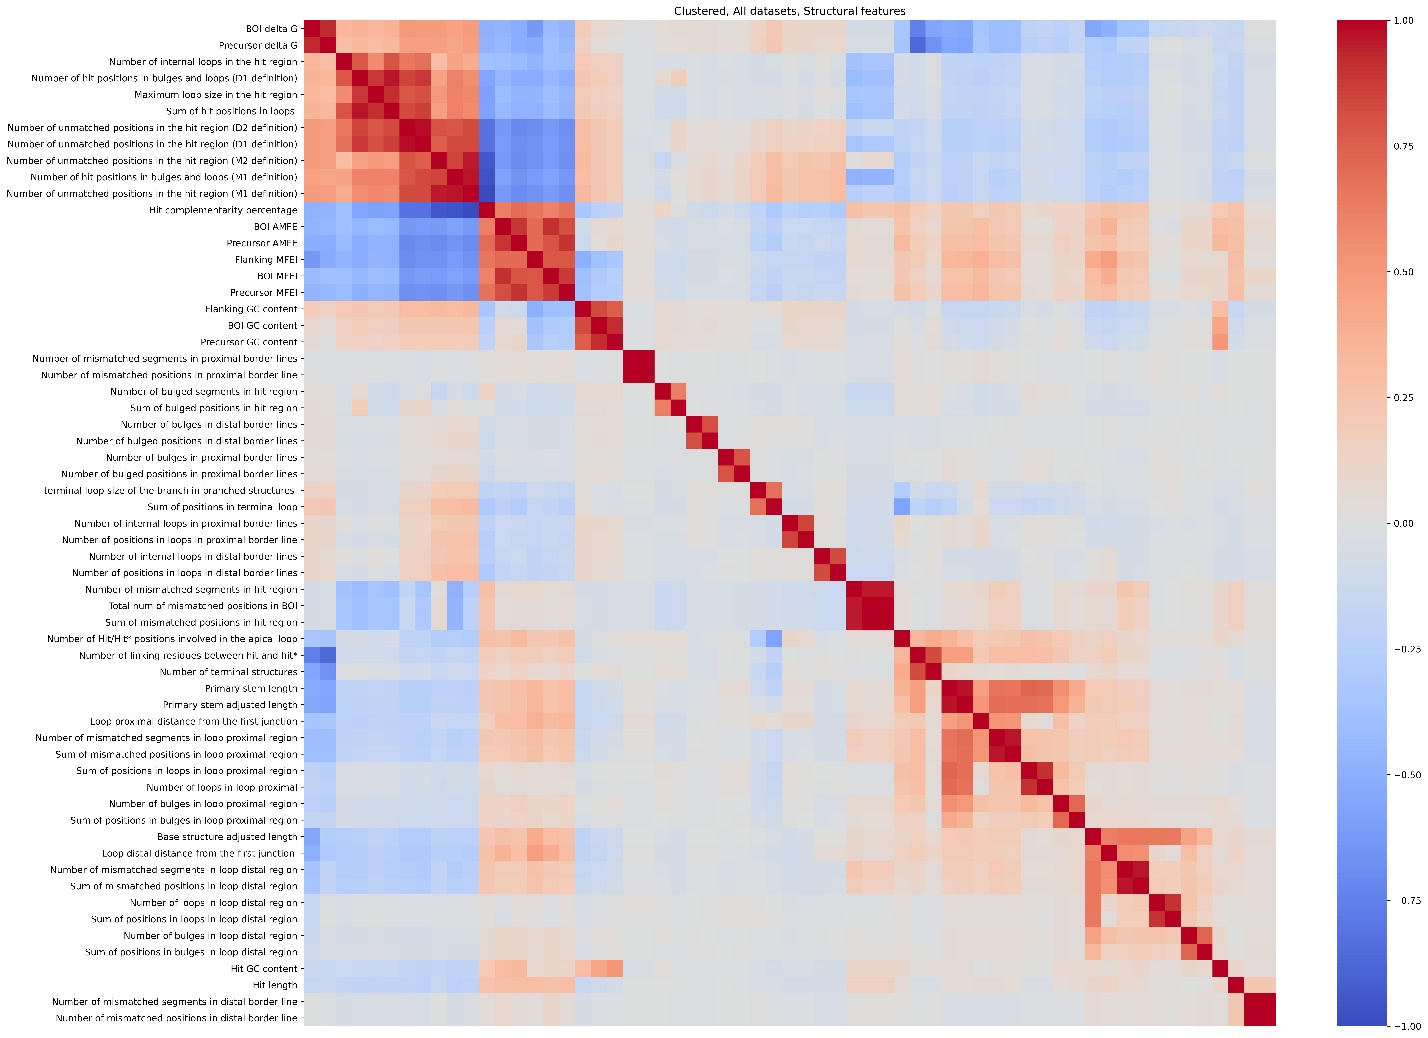 Clustered, All datasets, Structural features
BOI delta G
Precursor delta G
Number of internal loops in the hit region
Number of hit positions in bulges and loops (D1 definition)
Maximum loop size in the hit region
Sum of hit positions in loops
Number of unmatched positions in the hit region (D2 definition)
Number of unmatched positions in the hit region (D1 definition)
Number of unmatched positions in the hit region (M2 definition)
Number of hit positions in bulges and loops (M1 definition)
Number of unmatched positions in the hit region (M1 definition)
Hit complementarity percentage
BOI AMFE
Precursor AMFE
Flanking MFEI
BOI MFEI
Precursor MFEI
Flanking GC content
BOI GC content
Precursor GC content
Number of mismatched segments in proximal border lines
Number of mismatched positions in proximal border line
Number of bulged segments in hit region
Sum of bulged positions in hit region
Number of bulges in distal border lines
Number of bulged positions in distal border lines
Number of bulges in proximal border lines
Number of bulged positions in proximal border lines
terminal loop size of the branch in branched structures
Sum of positions in terminal loop
Number of internal loops in proximal border lines
Number of positions in loops in proximal border line
Number of internal loops in distal border lines
Number of positions in loops in distal border lines
Number of mismatched segments in hit region
Total num of mismatched positions in BOI
Sum of mismatched positions in hit region
Number of Hit/Hit* positions involved in the apical loop
Number of linking residues between hit and hit*
Number of terminal structures
Primary stem length
Primary stem adjusted length
Loop proximal distance from the first junction
Number of mismatched segments in loop proximal region
Sum of mismatched positions in loop proximal region
Sum of positions in loops in loop proximal region
Number of loops in loop proximal
Number of bulges in loop proximal region
Sum of positions in bulges in loop proximal region
Base structure adjusted length
Loop distal distance from the first junction
Number of mismatched segments in loop distal region
Sum of mismatched positions in loop distal region
Number of loops in loop distal region
Sum of positions in loops in loop distal region
Number of bulges in loop distal region
Sum of positions in bulges in loop distal region
Hit GC content
Hit length
Number of mismatched segments in distal border line
Number of mismatched positions in distal border line
1.00
0.75
0.50
0.25
0.00
−0.25
−0.50
−0.75
−1.00